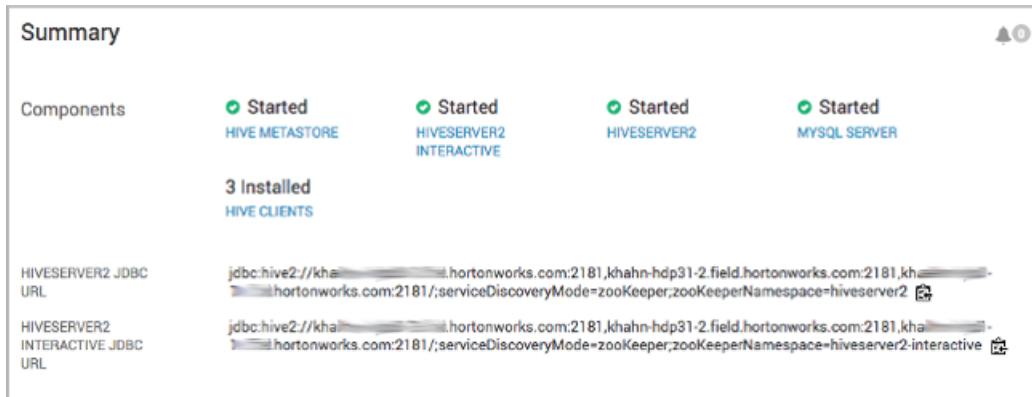 Summary
0
Components
Started
Started
Started
Started
HIVE METASTORE
HIVESERVER2
HIVESERVER2
MYSQL SERVER
INTERACTIVE
3 Installed
HIVE CLIENTS
HIVESERVER2 JDBC
URL
jdbc:hive2://kha .hortonworks.com:2181,khahn-hdp31-2.field.hortonworks.com:2181,kh -
.hortonworks.com:2181/;serviceDiscoveryMode=zooKeeper;zooKeeperNamespace=hiveserver2
HIVESERVER2
INTERACTIVE JDBC
URL
jdbc:hive2://kha .hortonworks.com:2181,khahn-hdp31-2.field.hortonworks.com:2181,kha -
.hortonworks.com:2181/;serviceDiscoveryMode=zooKeeper;zooKeeperNamespace=hiveserver2-interactive